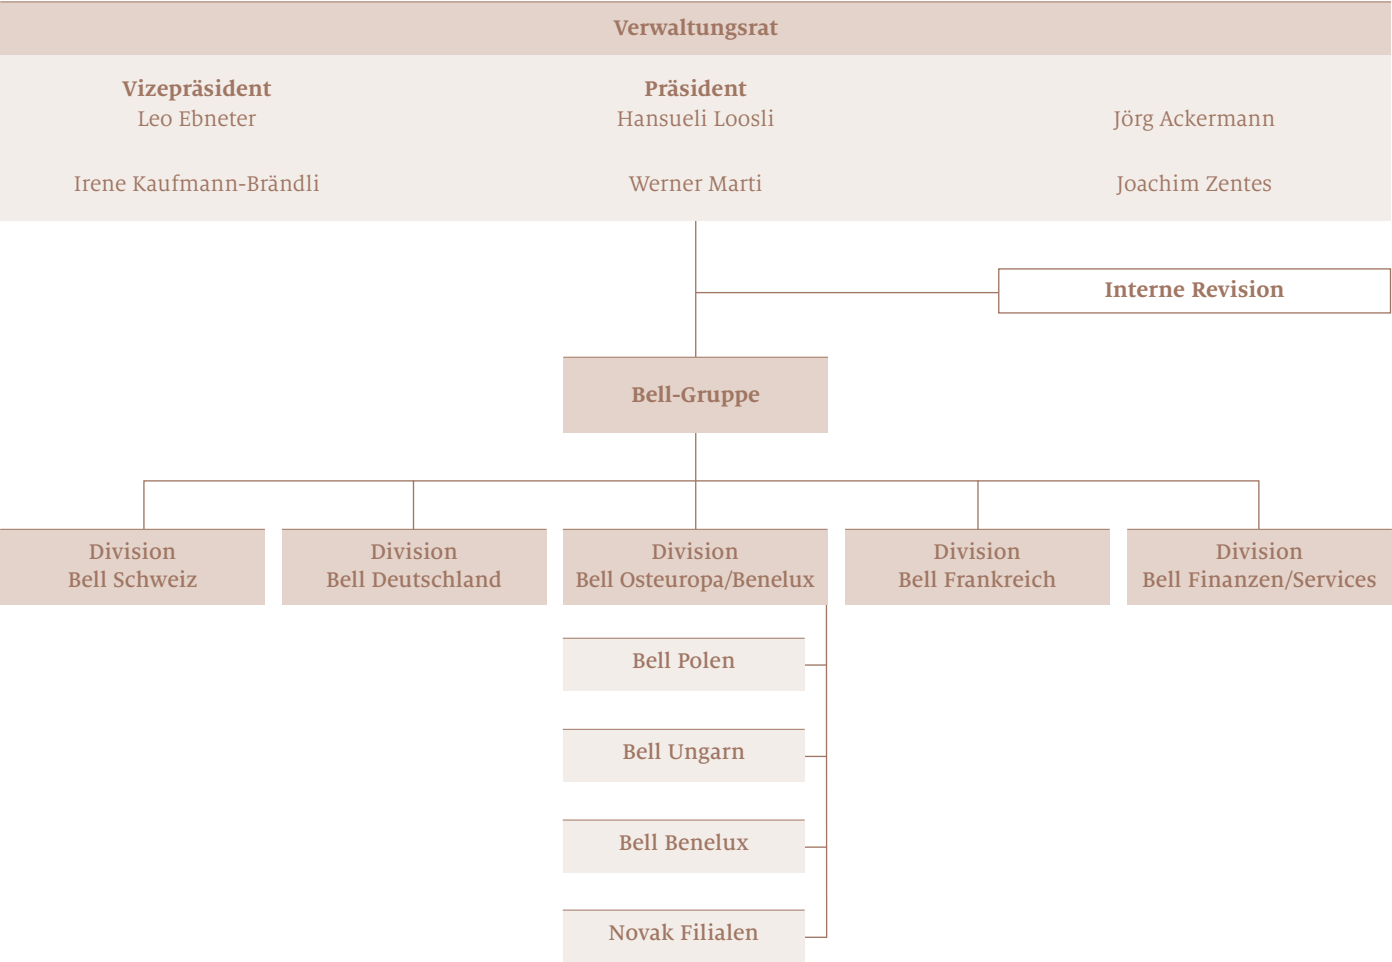 Verwaltungsrat
Vizepräsident
Leo Ebneter
Präsident
Hansueli Loosli
Jörg Ackermann
Irene Kaufmann-Brändli
Werner Marti
Joachim Zentes
Interne Revision
Bell-Gruppe
Division
Bell Schweiz
Division
Bell Deutschland
Division
Bell Osteuropa/Benelux
Division
Bell Frankreich
Division
Bell Finanzen/Services
Bell Polen
Bell Ungarn
Bell Benelux
Novak Filialen